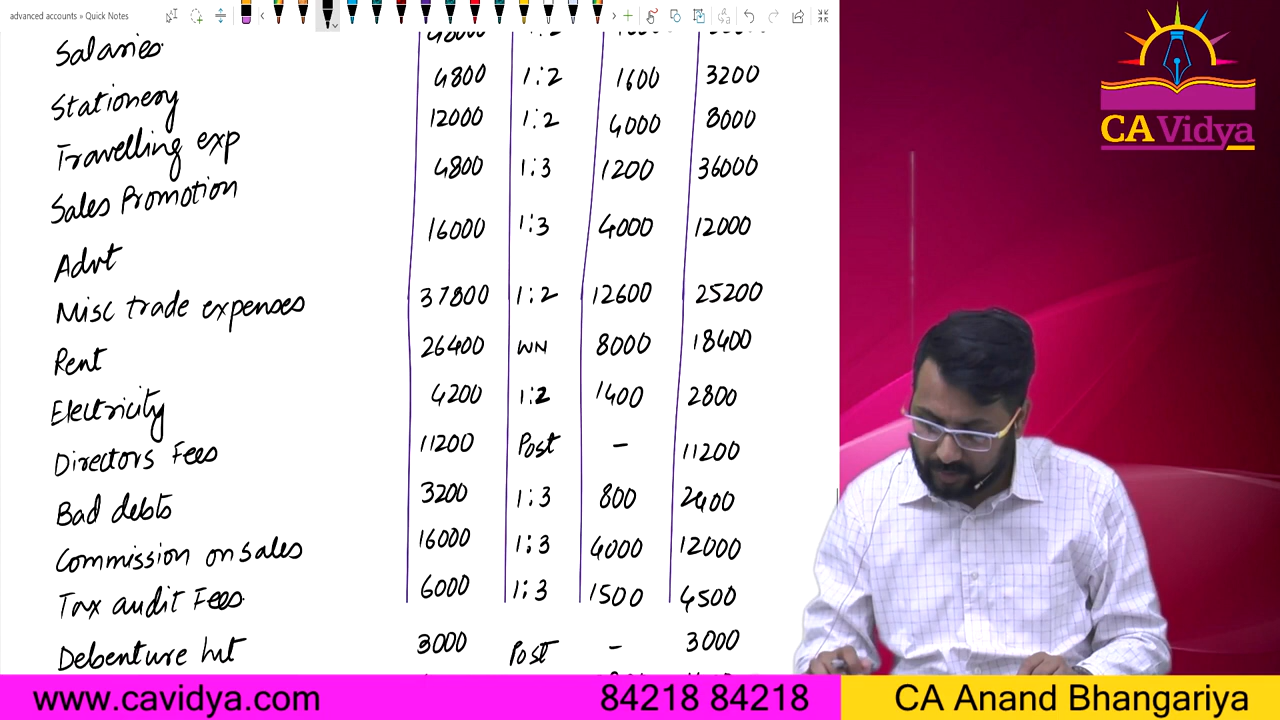 advanced accounts » Quick Notes
CA Vidya
Salaries
Stationery 4800 1:2 1600 3200
Travelling exp 12000 1:2 4000 8000
Sales Promotion 4800 1:3 1200 36000
Advt 16000 1:3 4000 12000
Misc trade expenses 37800 1:2 12600 25200
Rent 26400 WN 8000 18400
Electricity 4200 1:2 1400 2800
Directors Fees 11200 Post - 11200
Bad debts 3200 1:3 800 2400
Commission on sales 16000 1:3 4000 12000
Tax audit Fees 6000 1:3 1500 4500
Debenture Int 3000 Post - 3000
www.cavidya.com 84218 84218 CA Anand Bhangariya